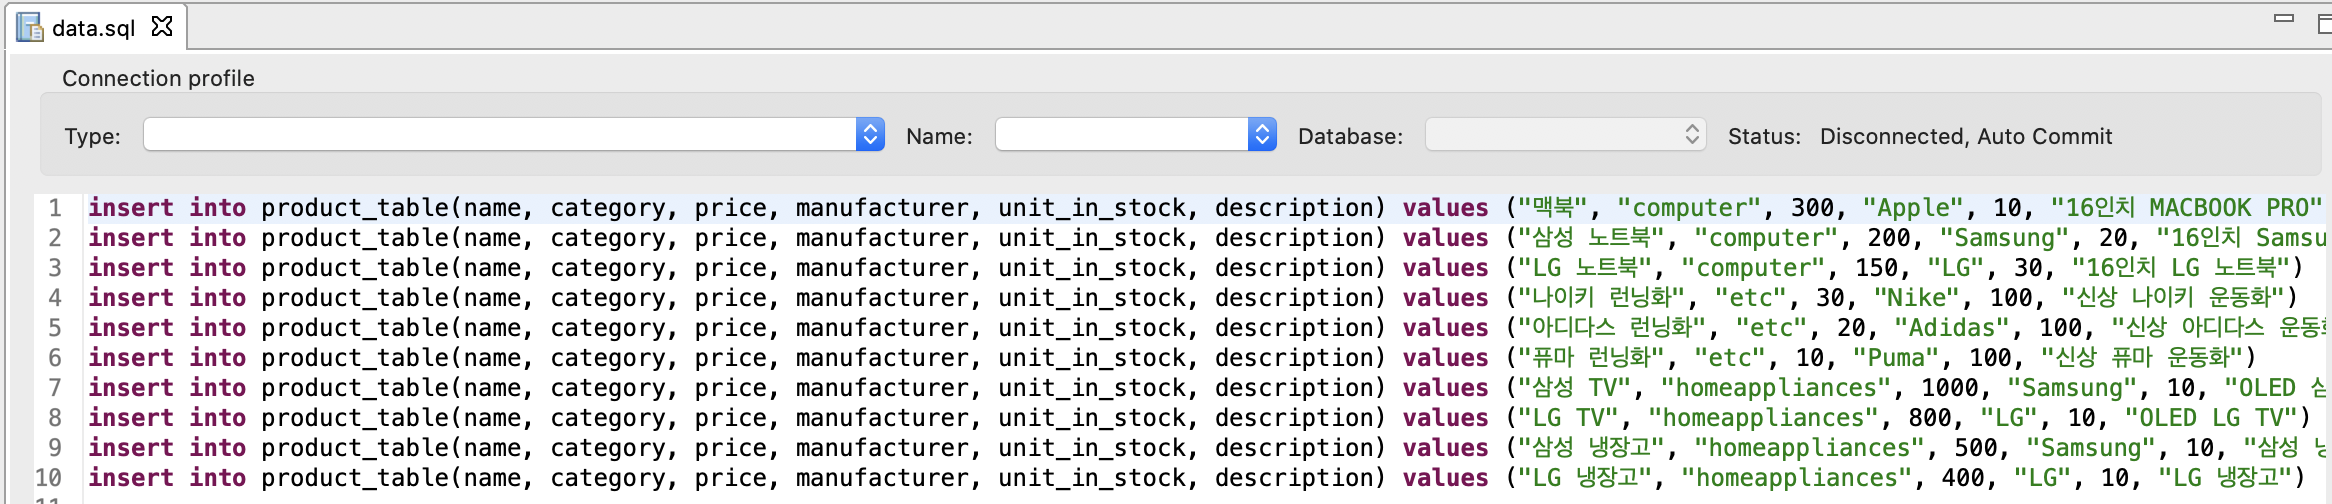 data.sql
Connection profile
Type: Name: Database: Status: Disconnected, Auto Commit
1 insert into product_table(name, category, price, manufacturer, unit_in_stock, description) values ("맥북", "computer", 300, "Apple", 10, "16인치 MACBOOK PRO"
2 insert into product_table(name, category, price, manufacturer, unit_in_stock, description) values ("삼성 노트북", "computer", 200, "Samsung", 20, "16인치 Samsu
3 insert into product_table(name, category, price, manufacturer, unit_in_stock, description) values ("LG 노트북", "computer", 150, "LG", 30, "16인치 LG 노트북")
4 insert into product_table(name, category, price, manufacturer, unit_in_stock, description) values ("나이키 런닝화", "etc", 30, "Nike", 100, "신상 나이키 운동화")
5 insert into product_table(name, category, price, manufacturer, unit_in_stock, description) values ("아디다스 런닝화", "etc", 20, "Adidas", 100, "신상 아디다스 운동
6 insert into product_table(name, category, price, manufacturer, unit_in_stock, description) values ("퓨마 런닝화", "etc", 10, "Puma", 100, "신상 퓨마 운동화")
7 insert into product_table(name, category, price, manufacturer, unit_in_stock, description) values ("삼성 TV", "homeappliances", 1000, "Samsung", 10, "OLED
8 insert into product_table(name, category, price, manufacturer, unit_in_stock, description) values ("LG TV", "homeappliances", 800, "LG", 10, "OLED LG TV")
9 insert into product_table(name, category, price, manufacturer, unit_in_stock, description) values ("삼성 냉장고", "homeappliances", 500, "Samsung", 10, "삼성
10 insert into product_table(name, category, price, manufacturer, unit_in_stock, description) values ("LG 냉장고", "homeappliances", 400, "LG", 10, "LG 냉장고")